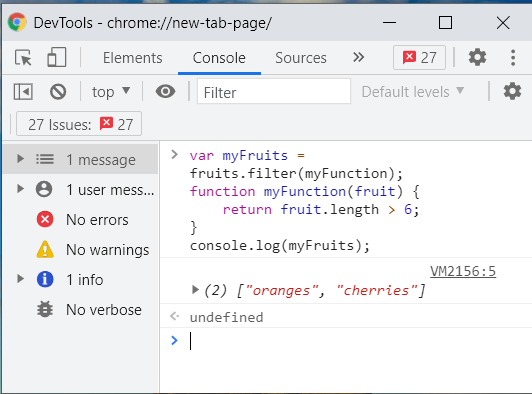 DevTools - chrome://new-tab-page/
Elements Console Sources » 27
top Filter Default levels
27 Issues: 27
1 message
1 user mess...
No errors
No warnings
1 info
No verbose
var myFruits =
fruits.filter(myFunction);
function myFunction(fruit) {
    return fruit.length > 6;
}
console.log(myFruits);
VM2156:5
(2) ["oranges", "cherries"]
undefined